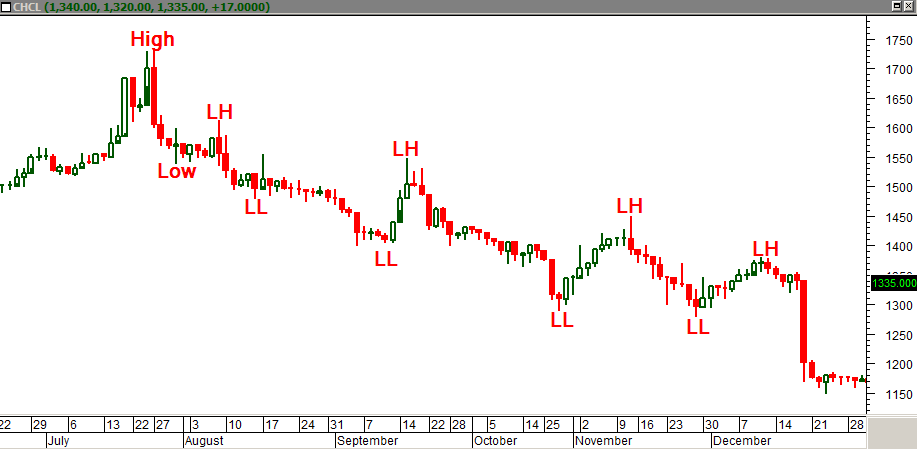 CHCL (1,340.00, 1,320.00, 1,335.00, +17.0000)
High
1750
1700
1650
LH
1600
LH
1550
Low
1500
LL
LH
1450
LL
1400
LH
1335.000
1300
LL
LL
1250
1200
1150
22 29 6 13 22 27 3 10 17 24 31 7 14 22 28 5 14 25 2 9 16 23 30 7 14 21 28
July August September October November December